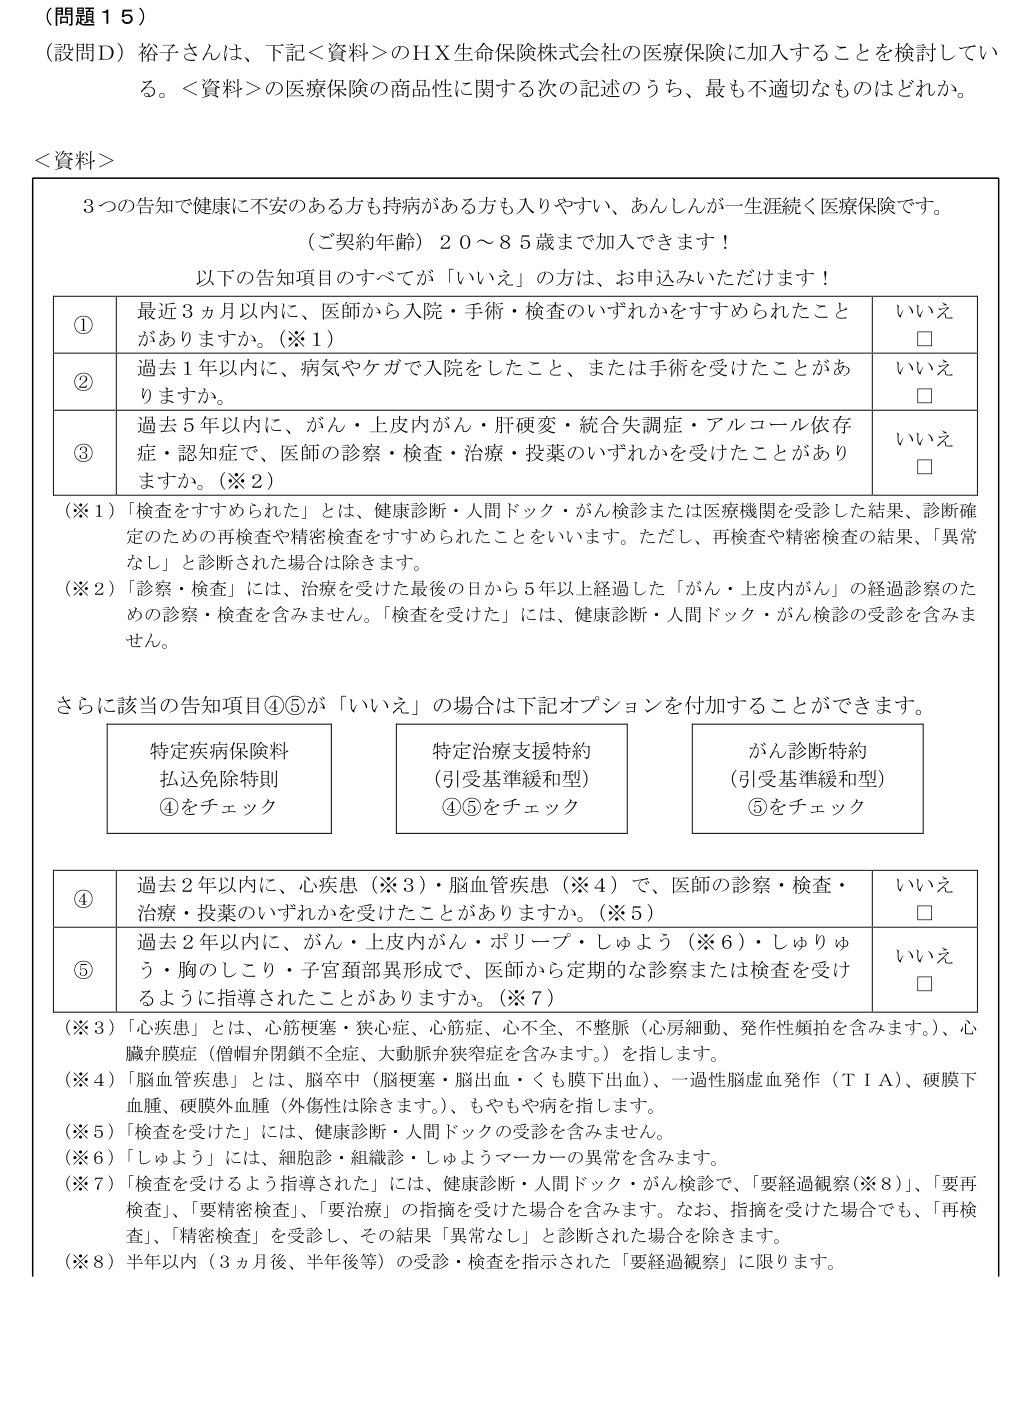 （問題１５）
（設問Ｄ）裕子さんは、下記＜資料＞のＨＸ生命保険株式会社の医療保険に加入することを検討してい
る。＜資料＞の医療保険の商品性に関する次の記述のうち、最も不適切なものはどれか。
＜資料＞
３つの告知で健康に不安のある方も持病がある方も入りやすい、あんしんが一生涯続く医療保険です。
（ご契約年齢）２０～８５歳まで加入できます！
以下の告知項目のすべてが「いいえ」の方は、お申込みいただけます！
① 最近３ヵ月以内に、医師から入院・手術・検査のいずれかをすすめられたこと
がありますか。（※１）
いいえ
□
② 過去１年以内に、病気やケガで入院をしたこと、または手術を受けたことがあ
りますか。
いいえ
□
③ 過去５年以内に、がん・上皮内がん・肝硬変・統合失調症・アルコール依存
症・認知症で、医師の診察・検査・治療・投薬のいずれかを受けたことがあり
ますか。（※２）
いいえ
□
（※１）「検査をすすめられた」とは、健康診断・人間ドック・がん検診または医療機関を受診した結果、診断確
定のための再検査や精密検査をすすめられたことをいいます。ただし、再検査や精密検査の結果、「異常
なし」と診断された場合は除きます。
（※２）「診察・検査」には、治療を受けた最後の日から５年以上経過した「がん・上皮内がん」の経過診察のた
めの診察・検査を含みません。「検査を受けた」には、健康診断・人間ドック・がん検診の受診を含みま
せん。
さらに該当の告知項目④⑤が「いいえ」の場合は下記オプションを付加することができます。
特定疾病保険料
払込免除特則
④をチェック
特定治療支援特約
（引受基準緩和型）
④⑤をチェック
がん診断特約
（引受基準緩和型）
⑤をチェック
④ 過去２年以内に、心疾患（※３）・脳血管疾患（※４）で、医師の診察・検査・
治療・投薬のいずれかを受けたことがありますか。（※５）
いいえ
□
⑤ 過去２年以内に、がん・上皮内がん・ポリープ・しゅよう（※６）・しゅりゅ
う・胸のしこり・子宮頚部異形成で、医師から定期的な診察または検査を受け
るように指導されたことがありますか。（※７）
いいえ
□
（※３）「心疾患」とは、心筋梗塞・狭心症、心筋症、心不全、不整脈（心房細動、発作性頻拍を含みます。）、心
臓弁膜症（僧帽弁閉鎖不全症、大動脈弁狭窄症を含みます。）を指します。
（※４）「脳血管疾患」とは、脳卒中（脳梗塞・脳出血・くも膜下出血）、一過性脳虚血発作（ＴＩＡ）、硬膜下
血腫、硬膜外血腫（外傷性は除きます。）、もやもや病を指します。
（※５）「検査を受けた」には、健康診断・人間ドックの受診を含みません。
（※６）「しゅよう」には、細胞診・組織診・しゅようマーカーの異常を含みます。
（※７）「検査を受けるよう指導された」には、健康診断・人間ドック・がん検診で、「要経過観察（※８）」、「要再
検査」、「要精密検査」、「要治療」の指摘を受けた場合を含みます。なお、指摘を受けた場合でも、「再検
査」、「精密検査」を受診し、その結果「異常なし」と診断された場合を除きます。
（※８）半年以内（３ヵ月後、半年後等）の受診・検査を指示された「要経過観察」に限ります。